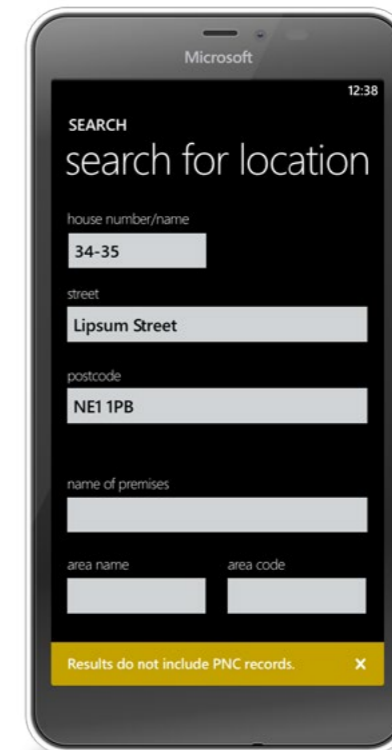 Microsoft
12:38
SEARCH
search for location
house number/name
34-35
street
Lipsum Street
postcode
NE1 1PB
name of premises
area name area code
Results do not include PNC records. X